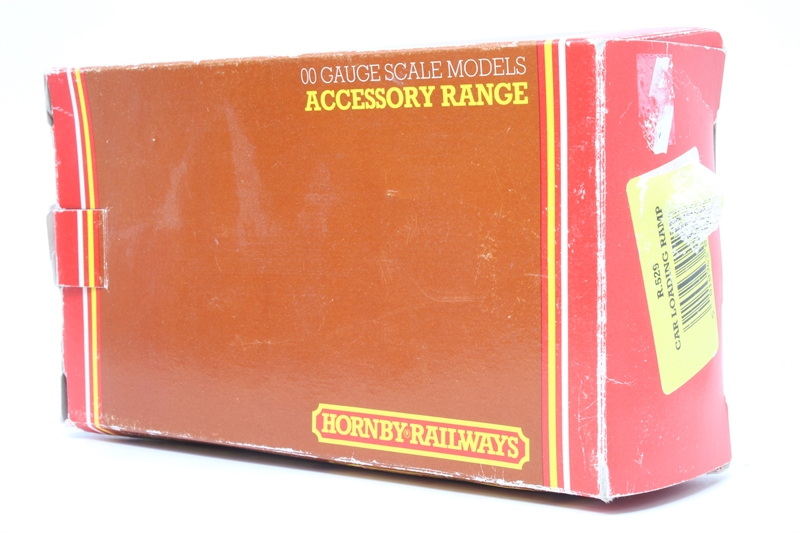 00 GAUGE SCALE MODELS
ACCESSORY RANGE
HORNBY RAILWAYS
R.529
CAR LOADING RAMP